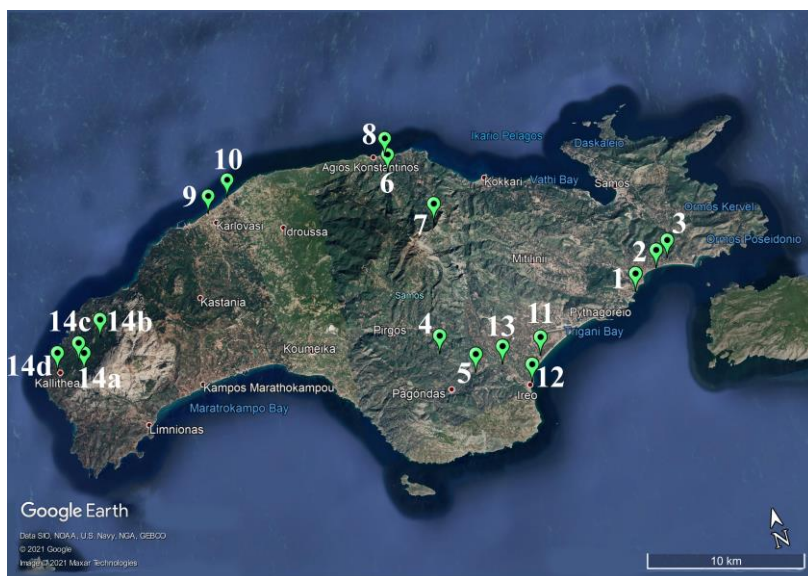 8
Ikario Pelagos
Daskaleio
10
Agios Konstantinos
6
Kokkari
Vathi Bay
Samos
9
Ormos Kerveli
Karlovasi
Idroussa
7
3
Ormos Poseidonio
2
Mitilinii
1
Kastania
Samos
14c
14b
Pirgos
4
13
11
Pythagoreio
Trigani Bay
14d
14a
Koumeika
5
12
Kallithea
Kampos Marathokampou
Pagondas
Ireo
Maratrokampo Bay
Limnionas
Google Earth
Data SIO, NOAA, U.S. Navy, NGA, GEBCO
© 2021 Google
Image © 2021 Maxar Technologies
N
10 km